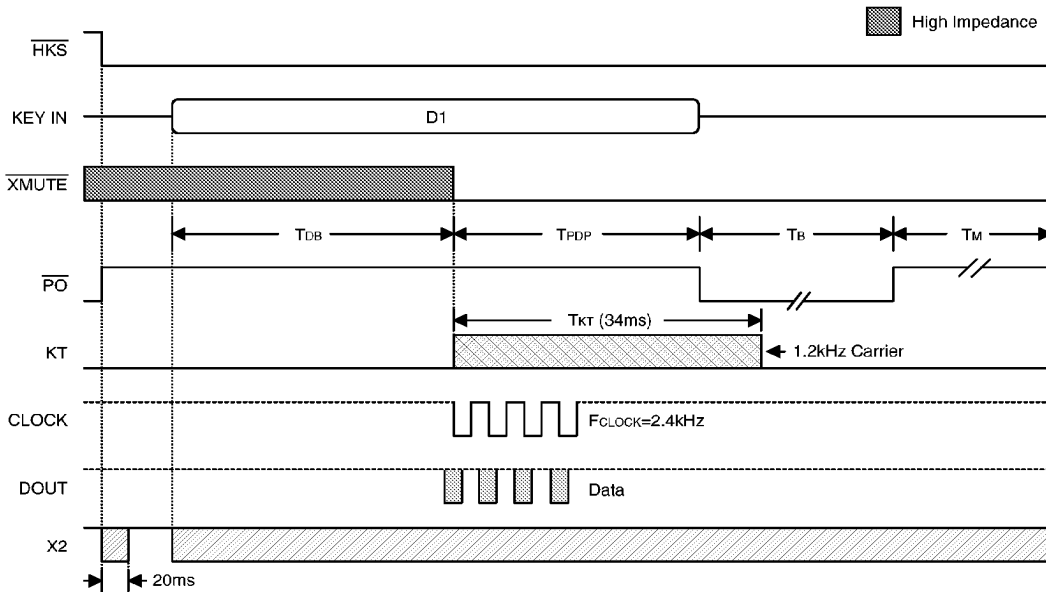 High Impedance
HKS
KEY IN
D1
XMUTE
TDB
TPDP
TB
TM
PO
TKT (34ms)
KT
1.2kHz Carrier
CLOCK
FCLOCK=2.4kHz
DOUT
Data
X2
20ms